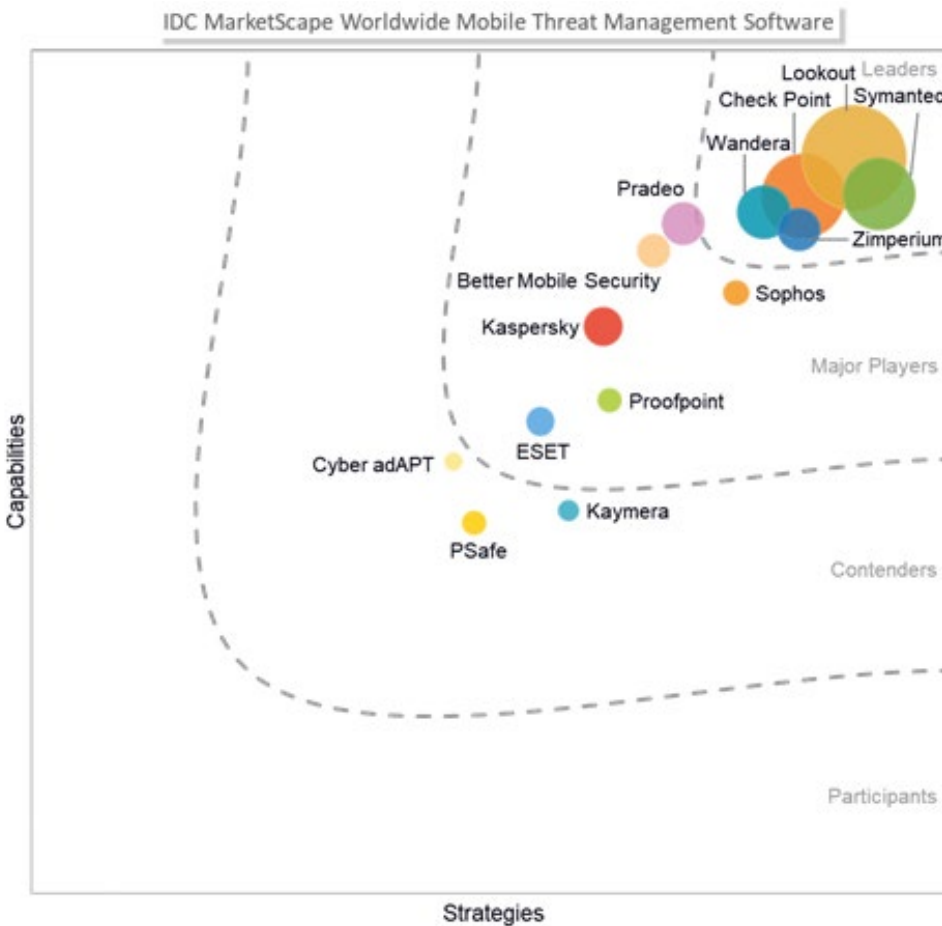 IDC MarketScape Worldwide Mobile Threat Management Software
Leaders
Lookout
Symantec
Check Point
Wandera
Pradeo
Zimperium
Better Mobile Security
Sophos
Kaspersky
Major Players
Proofpoint
ESET
Cyber adAPT
Kaymera
PSafe
Contenders
Participants
Capabilities
Strategies